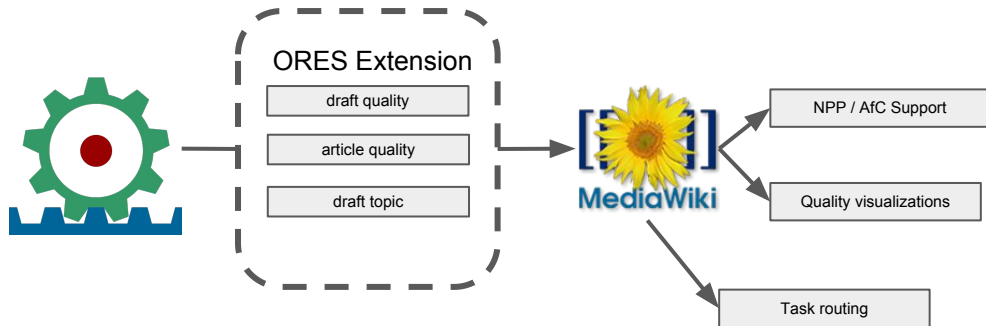 ORES Extension
draft quality
article quality
draft topic
[[ ]]
MediaWiki
NPP / AfC Support
Quality visualizations
Task routing